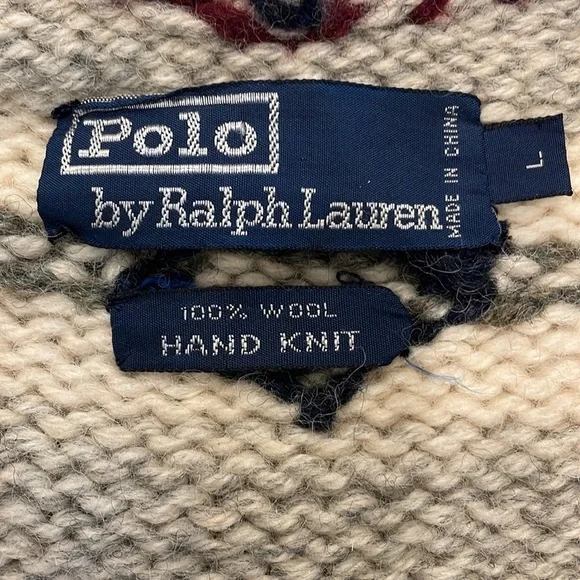 Polo
by Ralph Lauren
MADE IN CHINA
L
100% WOOL
HAND KNIT